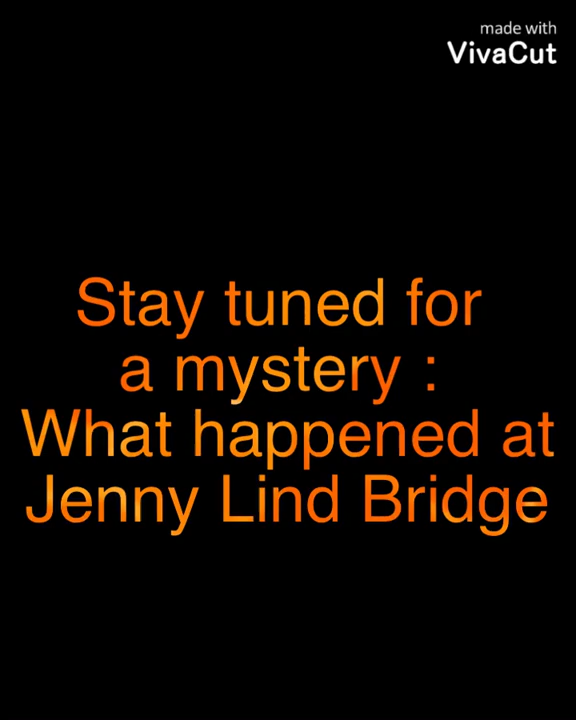 made with
VivaCut
Stay tuned for
a mystery :
What happened at
Jenny Lind Bridge